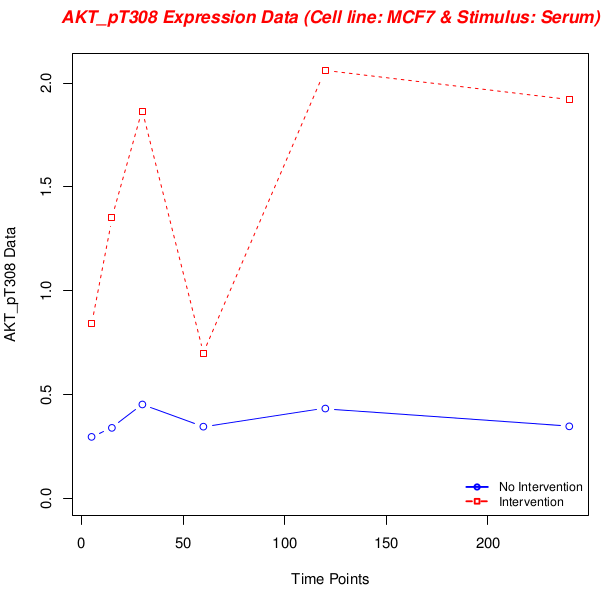 AKT_pT308 Expression Data (Cell line: MCF7 & Stimulus: Serum)
2.0
1.5
1.0
0.5
0.0
AKT_pT308 Data
No Intervention
Intervention
0 50 100 150 200
Time Points